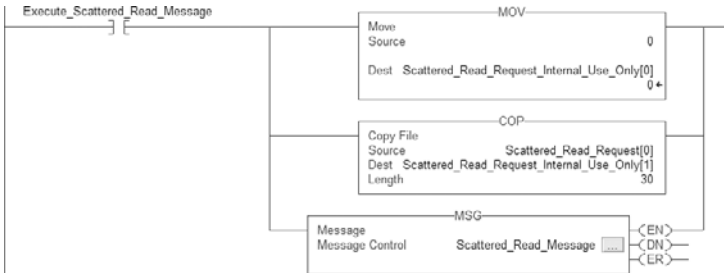 Execute_Scattered_Read_Message
MOV
Move
Source 0
Dest Scattered_Read_Request_Internal_Use_Only[0]
0
COP
Copy File
Source Scattered_Read_Request[0]
Dest Scattered_Read_Request_Internal_Use_Only[1]
Length 30
MSG
Message
Message Control Scattered_Read_Message ...
EN
DN
ER